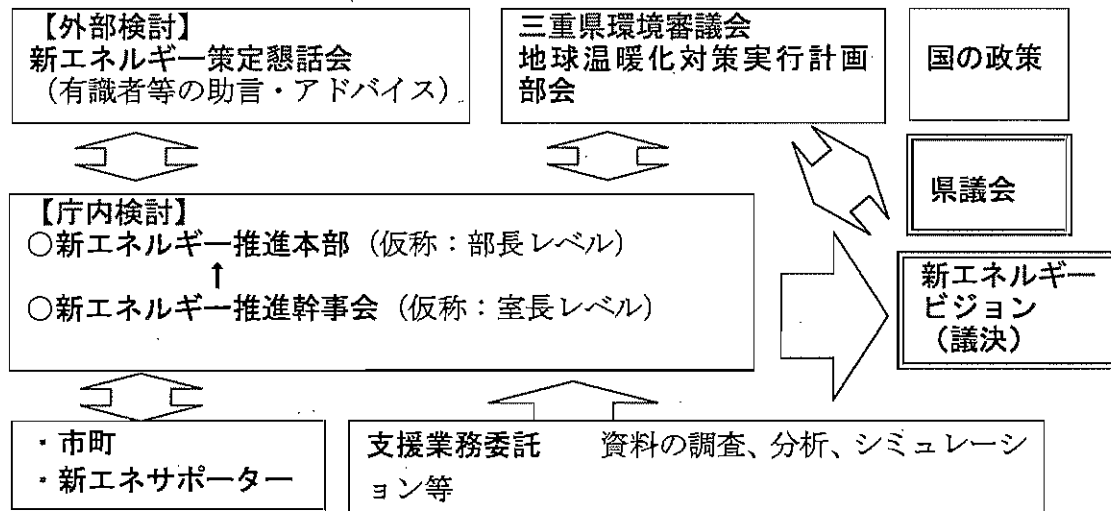 【外部検討】
新エネルギー策定懇話会
（有識者等の助言・アドバイス）
三重県環境審議会
地球温暖化対策実行計画
部会
国の政策
県議会
【庁内検討】
○新エネルギー推進本部（仮称：部長レベル）
↑
○新エネルギー推進幹事会（仮称：室長レベル）
新エネルギー
ビジョン
（議決）
・市町
・新エネサポーター
支援業務委託　資料の調査、分析、シミュレーシ
ョン等